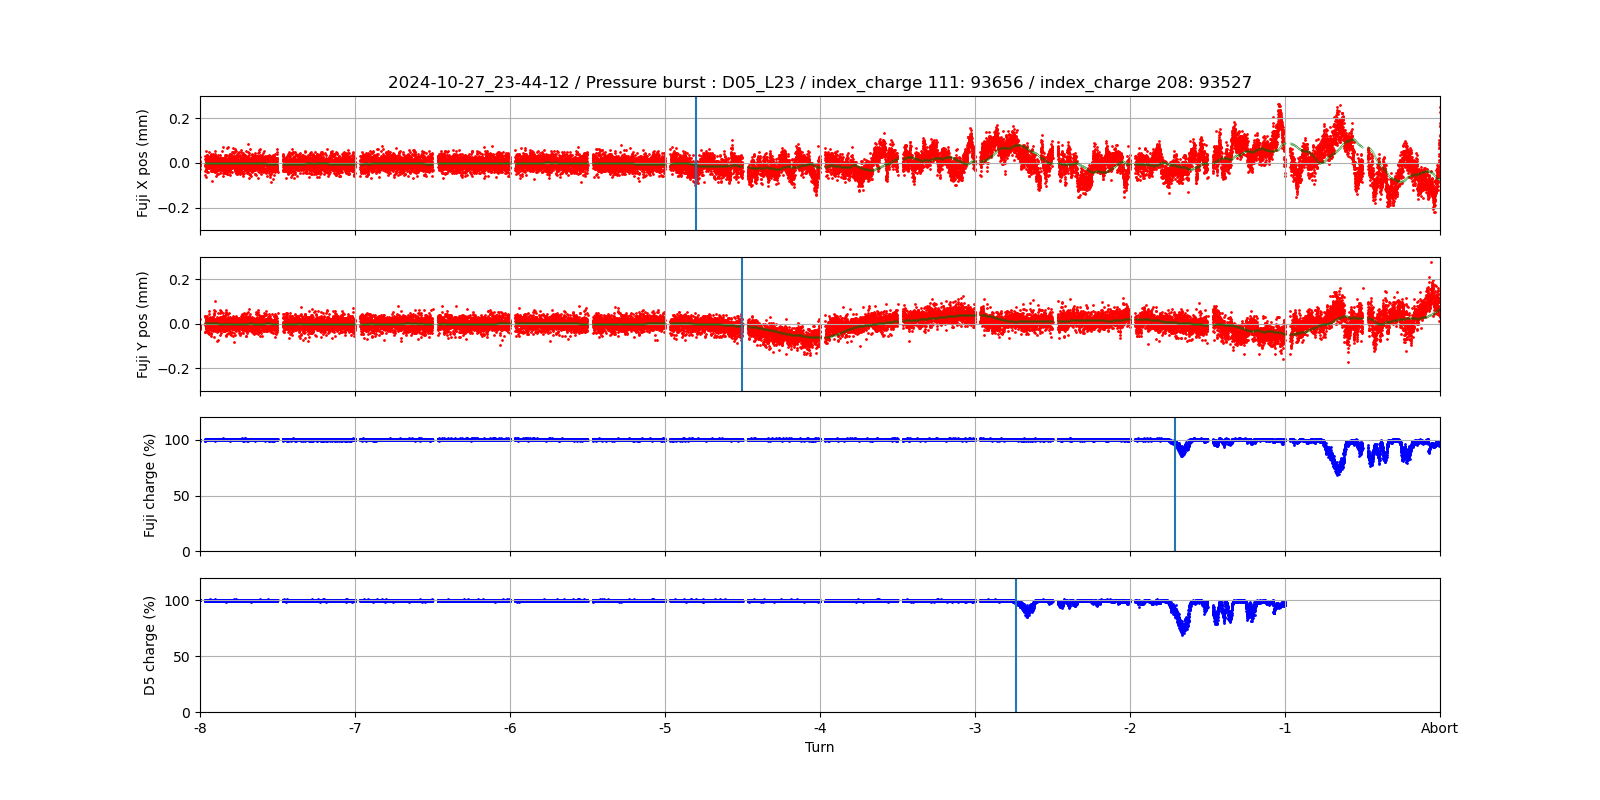 2024-10-27_23-44-12 / Pressure burst : D05_L23 / index_charge 111: 93656 / index_charge 208: 93527
Fuji X pos (mm)
0.2
0.0
−0.2
Fuji Y pos (mm)
0.2
0.0
−0.2
Fuji charge (%)
100
50
0
D5 charge (%)
100
50
0
-8 -7 -6 -5 -4 -3 -2 -1 Abort
Turn